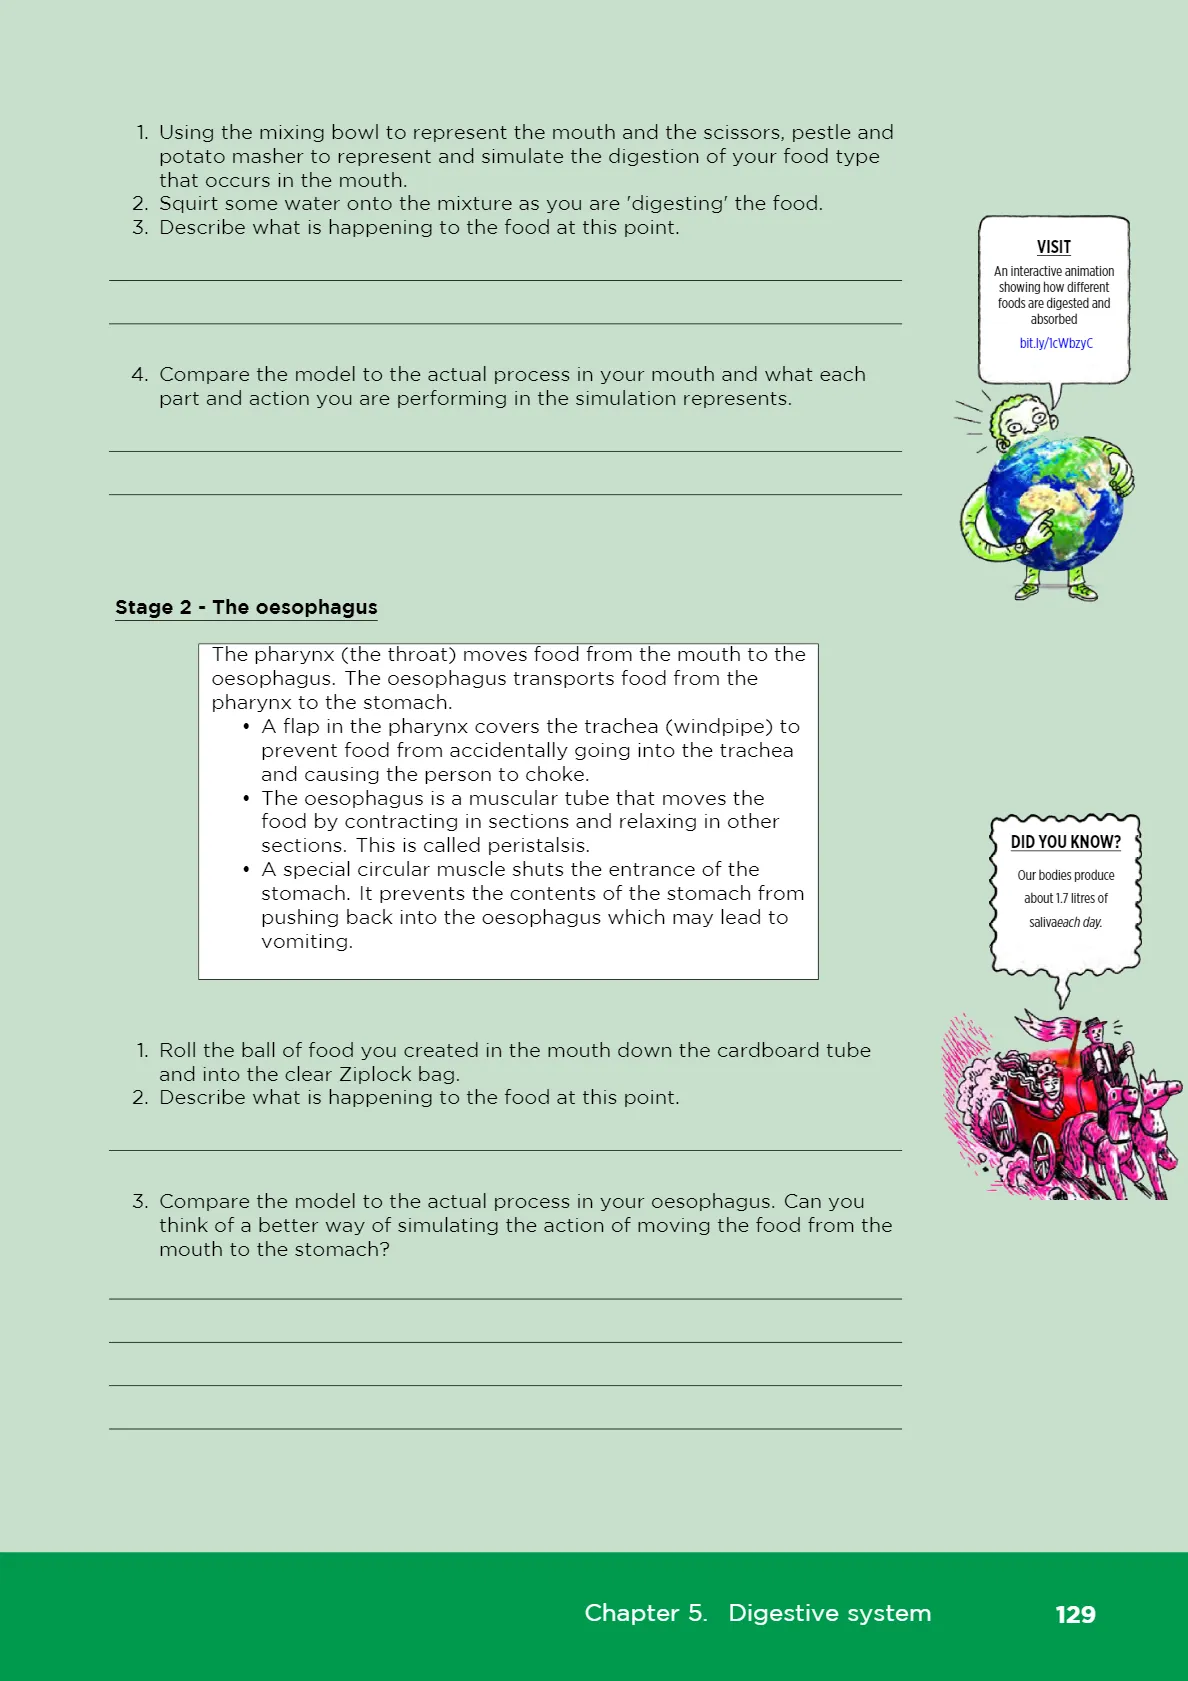 1. Using the mixing bowl to represent the mouth and the scissors, pestle and
potato masher to represent and simulate the digestion of your food type
that occurs in the mouth.
2. Squirt some water onto the mixture as you are 'digesting' the food.
3. Describe what is happening to the food at this point.
VISIT
An interactive animation
showing how different
foods are digested and
absorbed
bit.ly/1cWbzyC
4. Compare the model to the actual process in your mouth and what each
part and action you are performing in the simulation represents.
Stage 2 - The oesophagus
The pharynx (the throat) moves food from the mouth to the
oesophagus. The oesophagus transports food from the
pharynx to the stomach.
• A flap in the pharynx covers the trachea (windpipe) to
prevent food from accidentally going into the trachea
and causing the person to choke.
• The oesophagus is a muscular tube that moves the
food by contracting in sections and relaxing in other
sections. This is called peristalsis.
• A special circular muscle shuts the entrance of the
stomach. It prevents the contents of the stomach from
pushing back into the oesophagus which may lead to
vomiting.
DID YOU KNOW?
Our bodies produce
about 1.7 litres of
salivaeach day.
1. Roll the ball of food you created in the mouth down the cardboard tube
and into the clear Ziplock bag.
2. Describe what is happening to the food at this point.
3. Compare the model to the actual process in your oesophagus. Can you
think of a better way of simulating the action of moving the food from the
mouth to the stomach?
Chapter 5. Digestive system 129